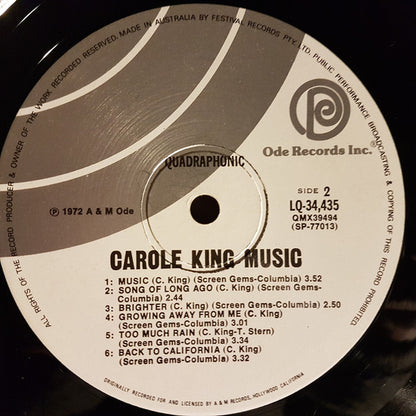 ALL RIGHTS OF THE RECORD PRODUCER & OWNER OF THE WORK RECORDED RESERVED. MADE IN AUSTRALIA BY FESTIVAL RECORDS PTY. LTD. PUBLIC PERFORMANCE BROADCASTING & COPYING OF THIS RECORD PROHIBITED.
Ode Records Inc.®
QUADRAPHONIC
SIDE 2
LQ-34,435
QMX39494
(SP-77013)
℗ 1972 A & M Ode
CAROLE KING MUSIC
1: MUSIC (C. King) (Screen Gems-Columbia) 3.52
2: SONG OF LONG AGO (C. King) (Screen Gems-
Columbia) 2.44
3: BRIGHTER (C. King) (Screen Gems-Columbia) 2.50
4: GROWING AWAY FROM ME (C. King)
(Screen Gems-Columbia) 3.01
5: TOO MUCH RAIN (C. King-T. Stern)
(Screen Gems-Columbia) 3.34
6: BACK TO CALIFORNIA (C. King)
(Screen Gems-Columbia) 3.32
ORIGINALLY RECORDED FOR AND LICENSED BY A & M RECORDS, HOLLYWOOD CALIFORNIA